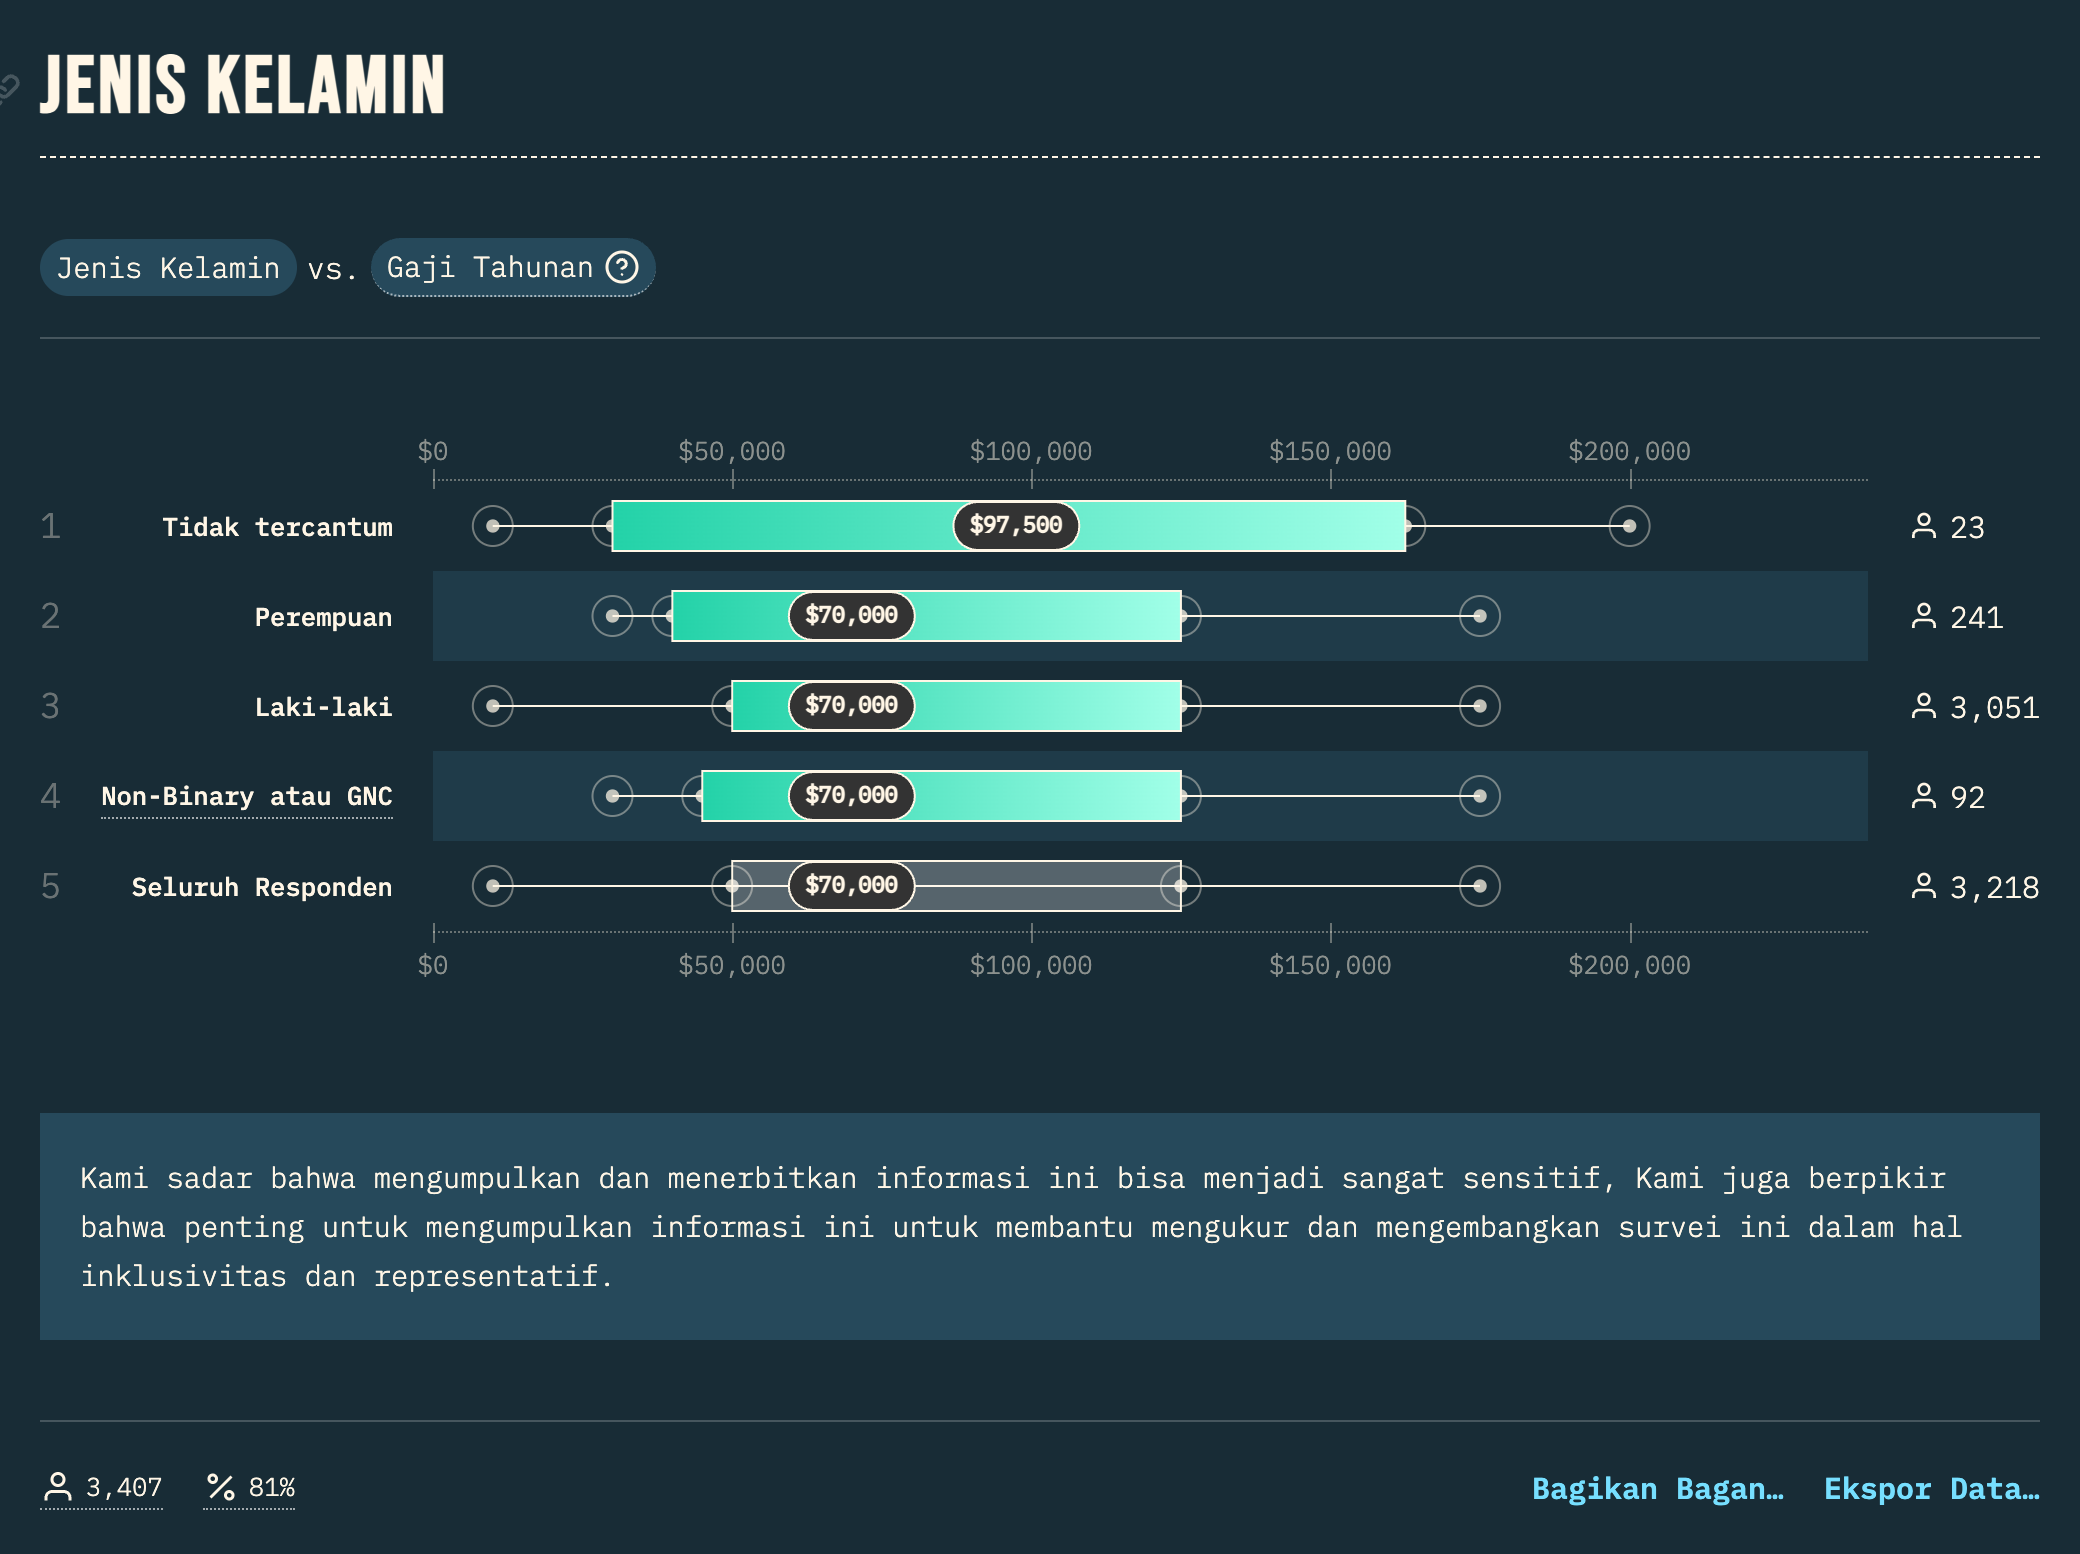 JENIS KELAMIN
Jenis Kelamin vs. Gaji Tahunan
$0 $50,000 $100,000 $150,000 $200,000
1 Tidak tercantum $97,500 23
2 Perempuan $70,000 241
3 Laki-laki $70,000 3,051
4 Non-Binary atau GNC $70,000 92
5 Seluruh Responden $70,000 3,218
$0 $50,000 $100,000 $150,000 $200,000
Kami sadar bahwa mengumpulkan dan menerbitkan informasi ini bisa menjadi sangat sensitif, Kami juga berpikir
bahwa penting untuk mengumpulkan informasi ini untuk membantu mengukur dan mengembangkan survei ini dalam hal
inklusivitas dan representatif.
3,407 81% Bagikan Bagan… Ekspor Data…